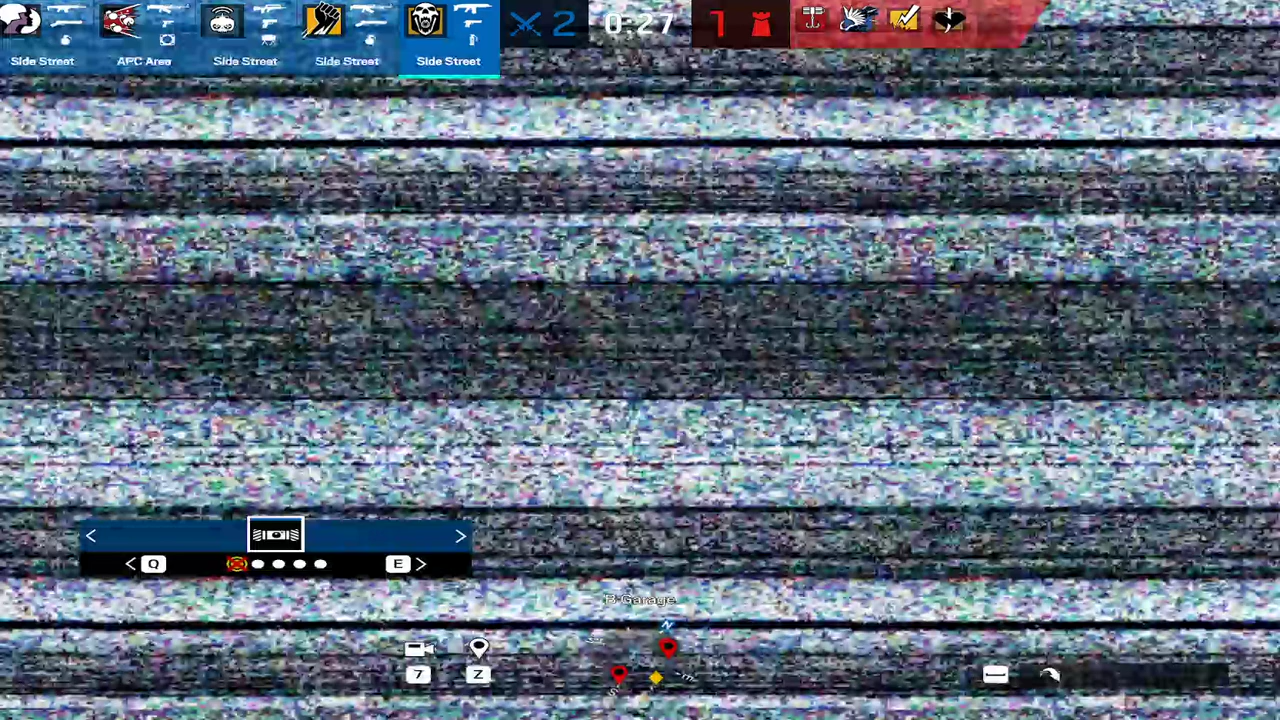 2 0:27 1
Side Street APC Area Side Street Side Street Side Street
< >
< Q E >
B Garage
N
7 Z